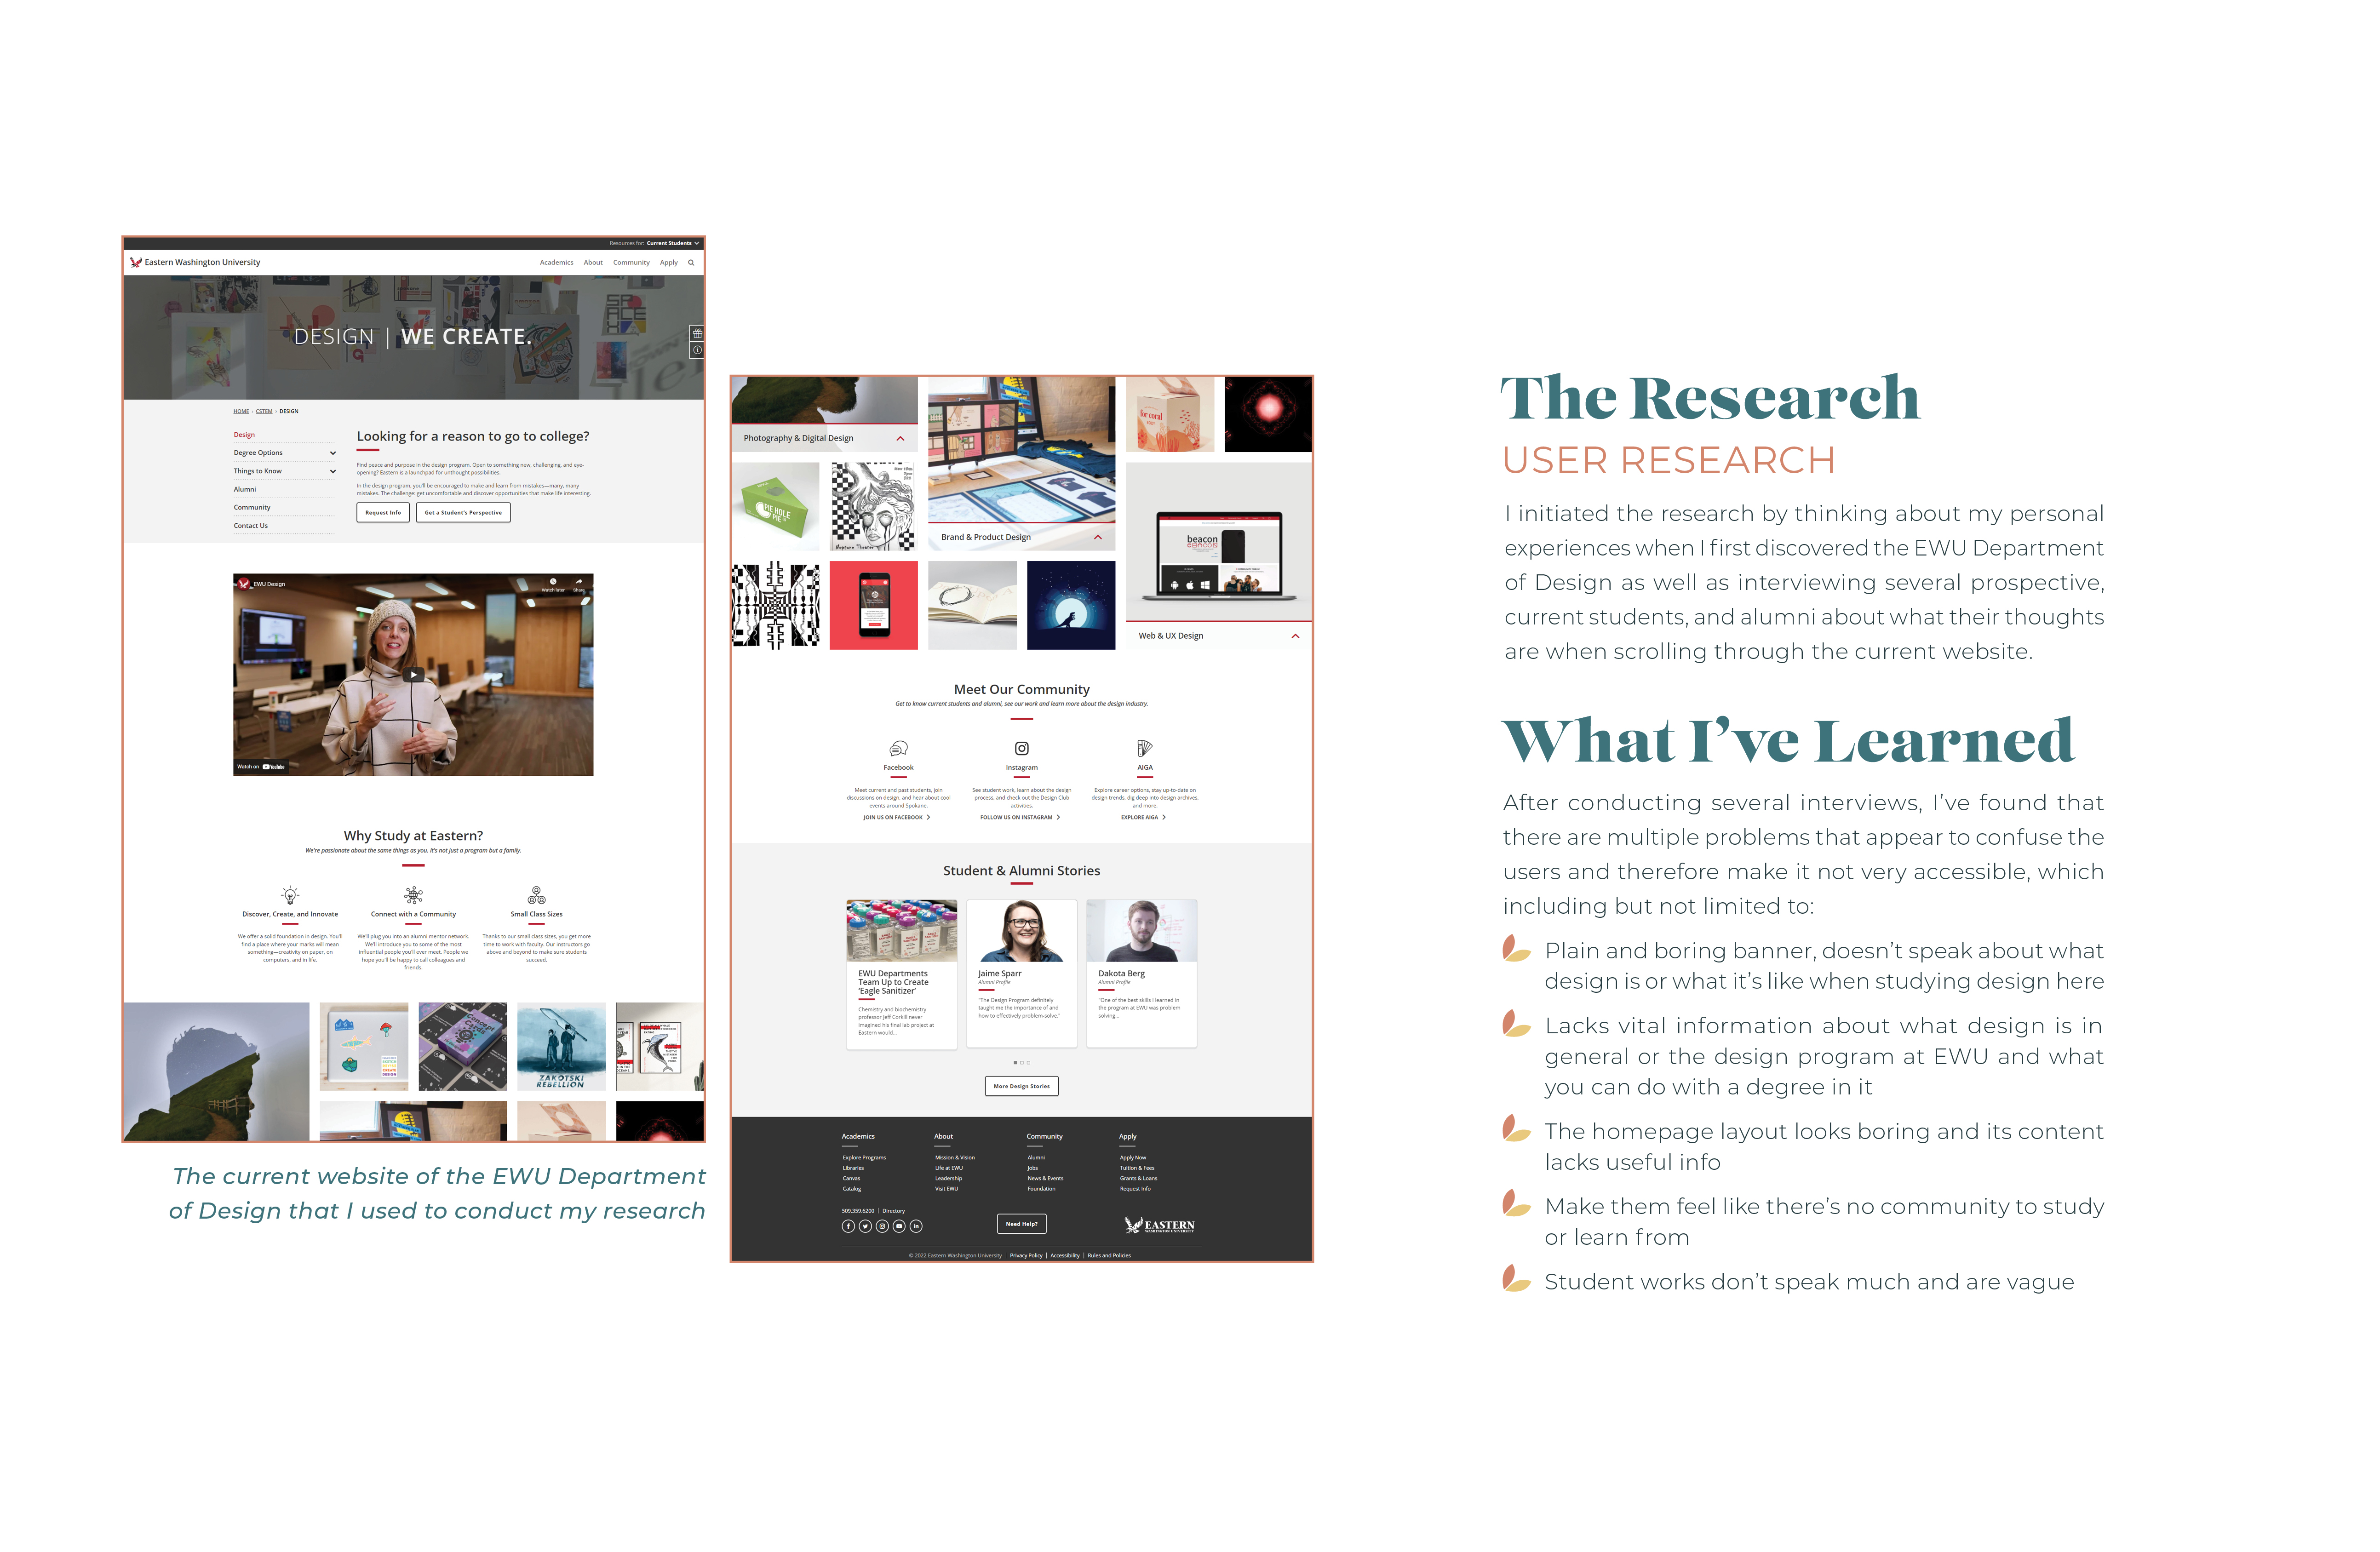 Resources for: Current Students
Eastern Washington University
Academics About Community Apply
DESIGN | WE CREATE.
HOME › CSTEM › DESIGN
Design
Degree Options
Things to Know
Alumni
Community
Contact Us
Looking for a reason to go to college?
Find peace and purpose in the design program. Open to something new, challenging, and eye-
opening? Eastern is a launchpad for unthought possibilities.
In the design program, you'll be encouraged to make and learn from mistakes—many, many
mistakes. The challenge: get uncomfortable and discover opportunities that make life interesting.
Request Info
Get a Student's Perspective
EWU Design
Watch later Share
Watch on YouTube
Why Study at Eastern?
We're passionate about the same things as you. It's not just a program but a family.
Discover, Create, and Innovate
We offer a solid foundation in design. You'll
find a place where your marks will mean
something—creativity on paper, on
computers, and in life.
Connect with a Community
We'll plug you into an alumni mentor network.
We'll introduce you to some of the most
influential people you'll ever meet. People we
hope you'll be happy to call colleagues and
friends.
Small Class Sizes
Thanks to our small class sizes, you get more
time to work with faculty. Our instructors go
above and beyond to make sure students
succeed.
Concept
Cards
ZAKOTSKI
REBELLION
The current website of the EWU Department
of Design that I used to conduct my research
Photography & Digital Design
for coral
PIE HOLE
PIE
Neptune Theater
Brand & Product Design
beacon
Web & UX Design
Meet Our Community
Get to know current students and alumni, see our work and learn more about the design industry.
Facebook
Meet current and past students, join
discussions on design, and hear about cool
events around Spokane.
JOIN US ON FACEBOOK
Instagram
See student work, learn about the design
process, and check out the Design Club
activities.
FOLLOW US ON INSTAGRAM
AIGA
Explore career options, stay up-to-date on
design trends, dig deep into design archives,
and more.
EXPLORE AIGA
Student & Alumni Stories
EWU Departments
Team Up to Create
'Eagle Sanitizer'
Chemistry and biochemistry
professor Jeff Corkill never
imagined his final lab project at
Eastern would...
Jaime Sparr
Alumni Profile
"The Design Program definitely
taught me the importance of and
how to effectively problem-solve."
Dakota Berg
Alumni Profile
"One of the best skills I learned in
the program at EWU was problem
solving...
More Design Stories
Academics
Explore Programs
Libraries
Canvas
Catalog
About
Mission & Vision
Life at EWU
Leadership
Visit EWU
Community
Alumni
Jobs
News & Events
Foundation
Apply
Apply Now
Tuition & Fees
Grants & Loans
Request Info
509.359.6200 | Directory
Need Help?
EASTERN
WASHINGTON UNIVERSITY
© 2022 Eastern Washington University | Privacy Policy | Accessibility | Rules and Policies
The Research
USER RESEARCH
I initiated the research by thinking about my personal
experiences when I first discovered the EWU Department
of Design as well as interviewing several prospective,
current students, and alumni about what their thoughts
are when scrolling through the current website.
What I've Learned
After conducting several interviews, I've found that
there are multiple problems that appear to confuse the
users and therefore make it not very accessible, which
including but not limited to:
Plain and boring banner, doesn't speak about what
design is or what it's like when studying design here
Lacks vital information about what design is in
general or the design program at EWU and what
you can do with a degree in it
The homepage layout looks boring and its content
lacks useful info
Make them feel like there's no community to study
or learn from
Student works don't speak much and are vague